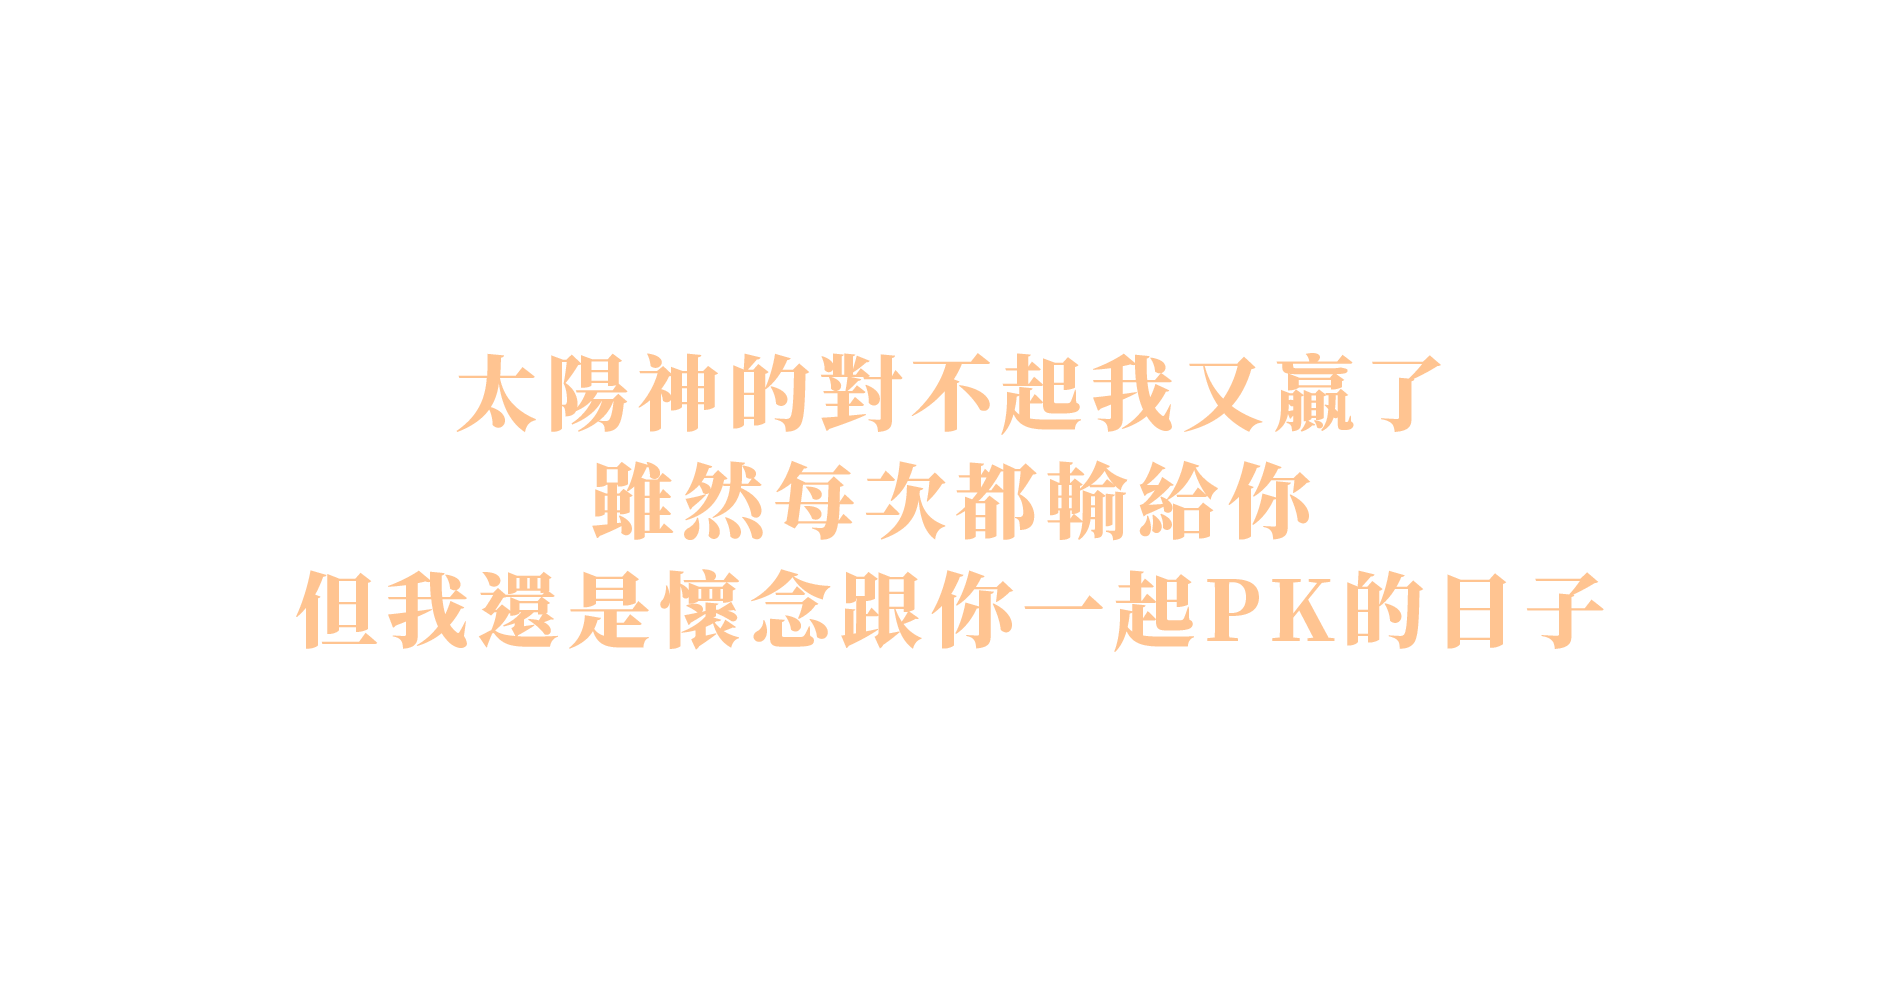 太陽神的對不起我又贏了
雖然每次都輸給你
但我還是懷念跟你一起PK的日子